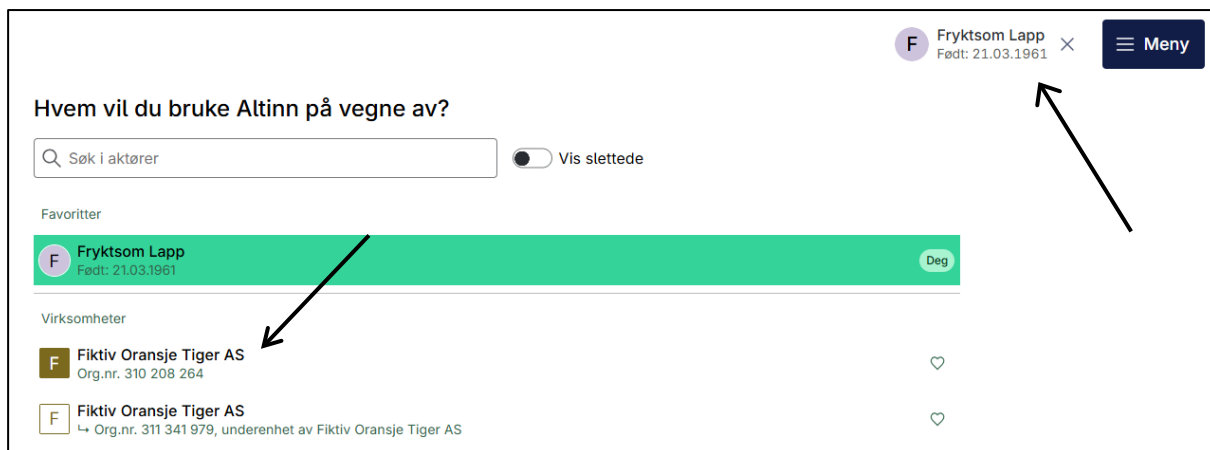 F Fryktsom Lapp
Født: 21.03.1961
Meny
Hvem vil du bruke Altinn på vegne av?
Søk i aktører
Vis slettede
Favoritter
F Fryktsom Lapp
Født: 21.03.1961
Deg
Virksomheter
F Fiktiv Oransje Tiger AS
Org.nr. 310 208 264
F Fiktiv Oransje Tiger AS
↳ Org.nr. 311 341 979, underenhet av Fiktiv Oransje Tiger AS